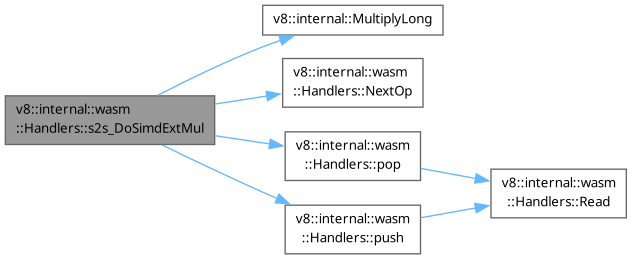 v8::internal::MultiplyLong
v8::internal::wasm
::Handlers::NextOp
v8::internal::wasm
::Handlers::s2s_DoSimdExtMul
v8::internal::wasm
::Handlers::pop
v8::internal::wasm
::Handlers::Read
v8::internal::wasm
::Handlers::push